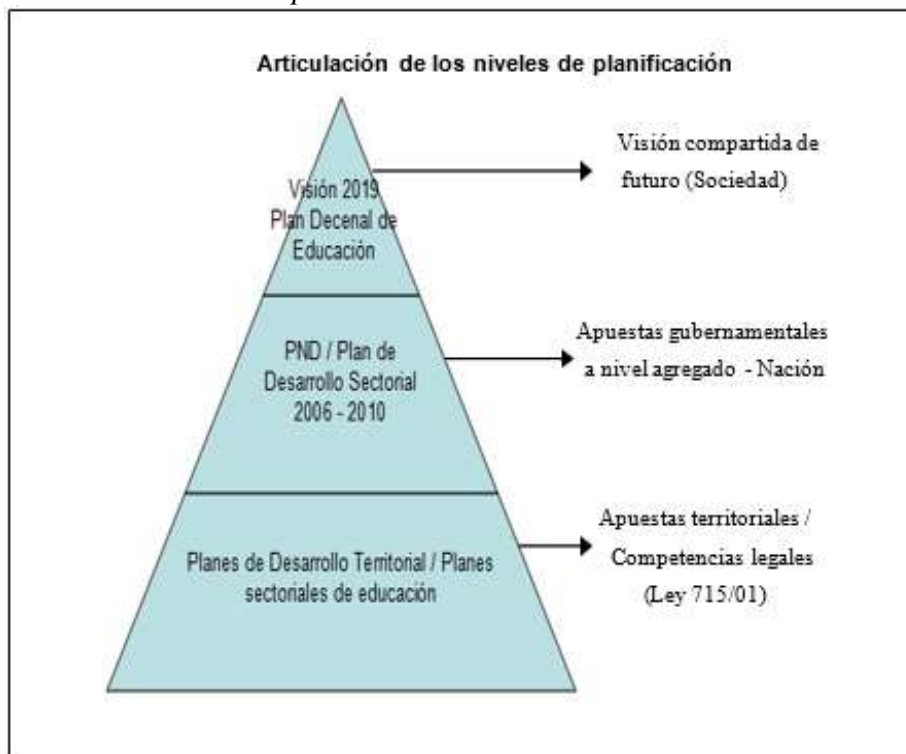 Articulación de los niveles de planificación
Visión 2019
Plan Decenal de
Educación
Visión compartida de
futuro (Sociedad)
PND / Plan de
Desarrollo Sectorial
2006 - 2010
Apuestas gubernamentales
a nivel agregado - Nación
Planes de Desarrollo Territorial / Planes
sectoriales de educación
Apuestas territoriales /
Competencias legales
(Ley 715/01)